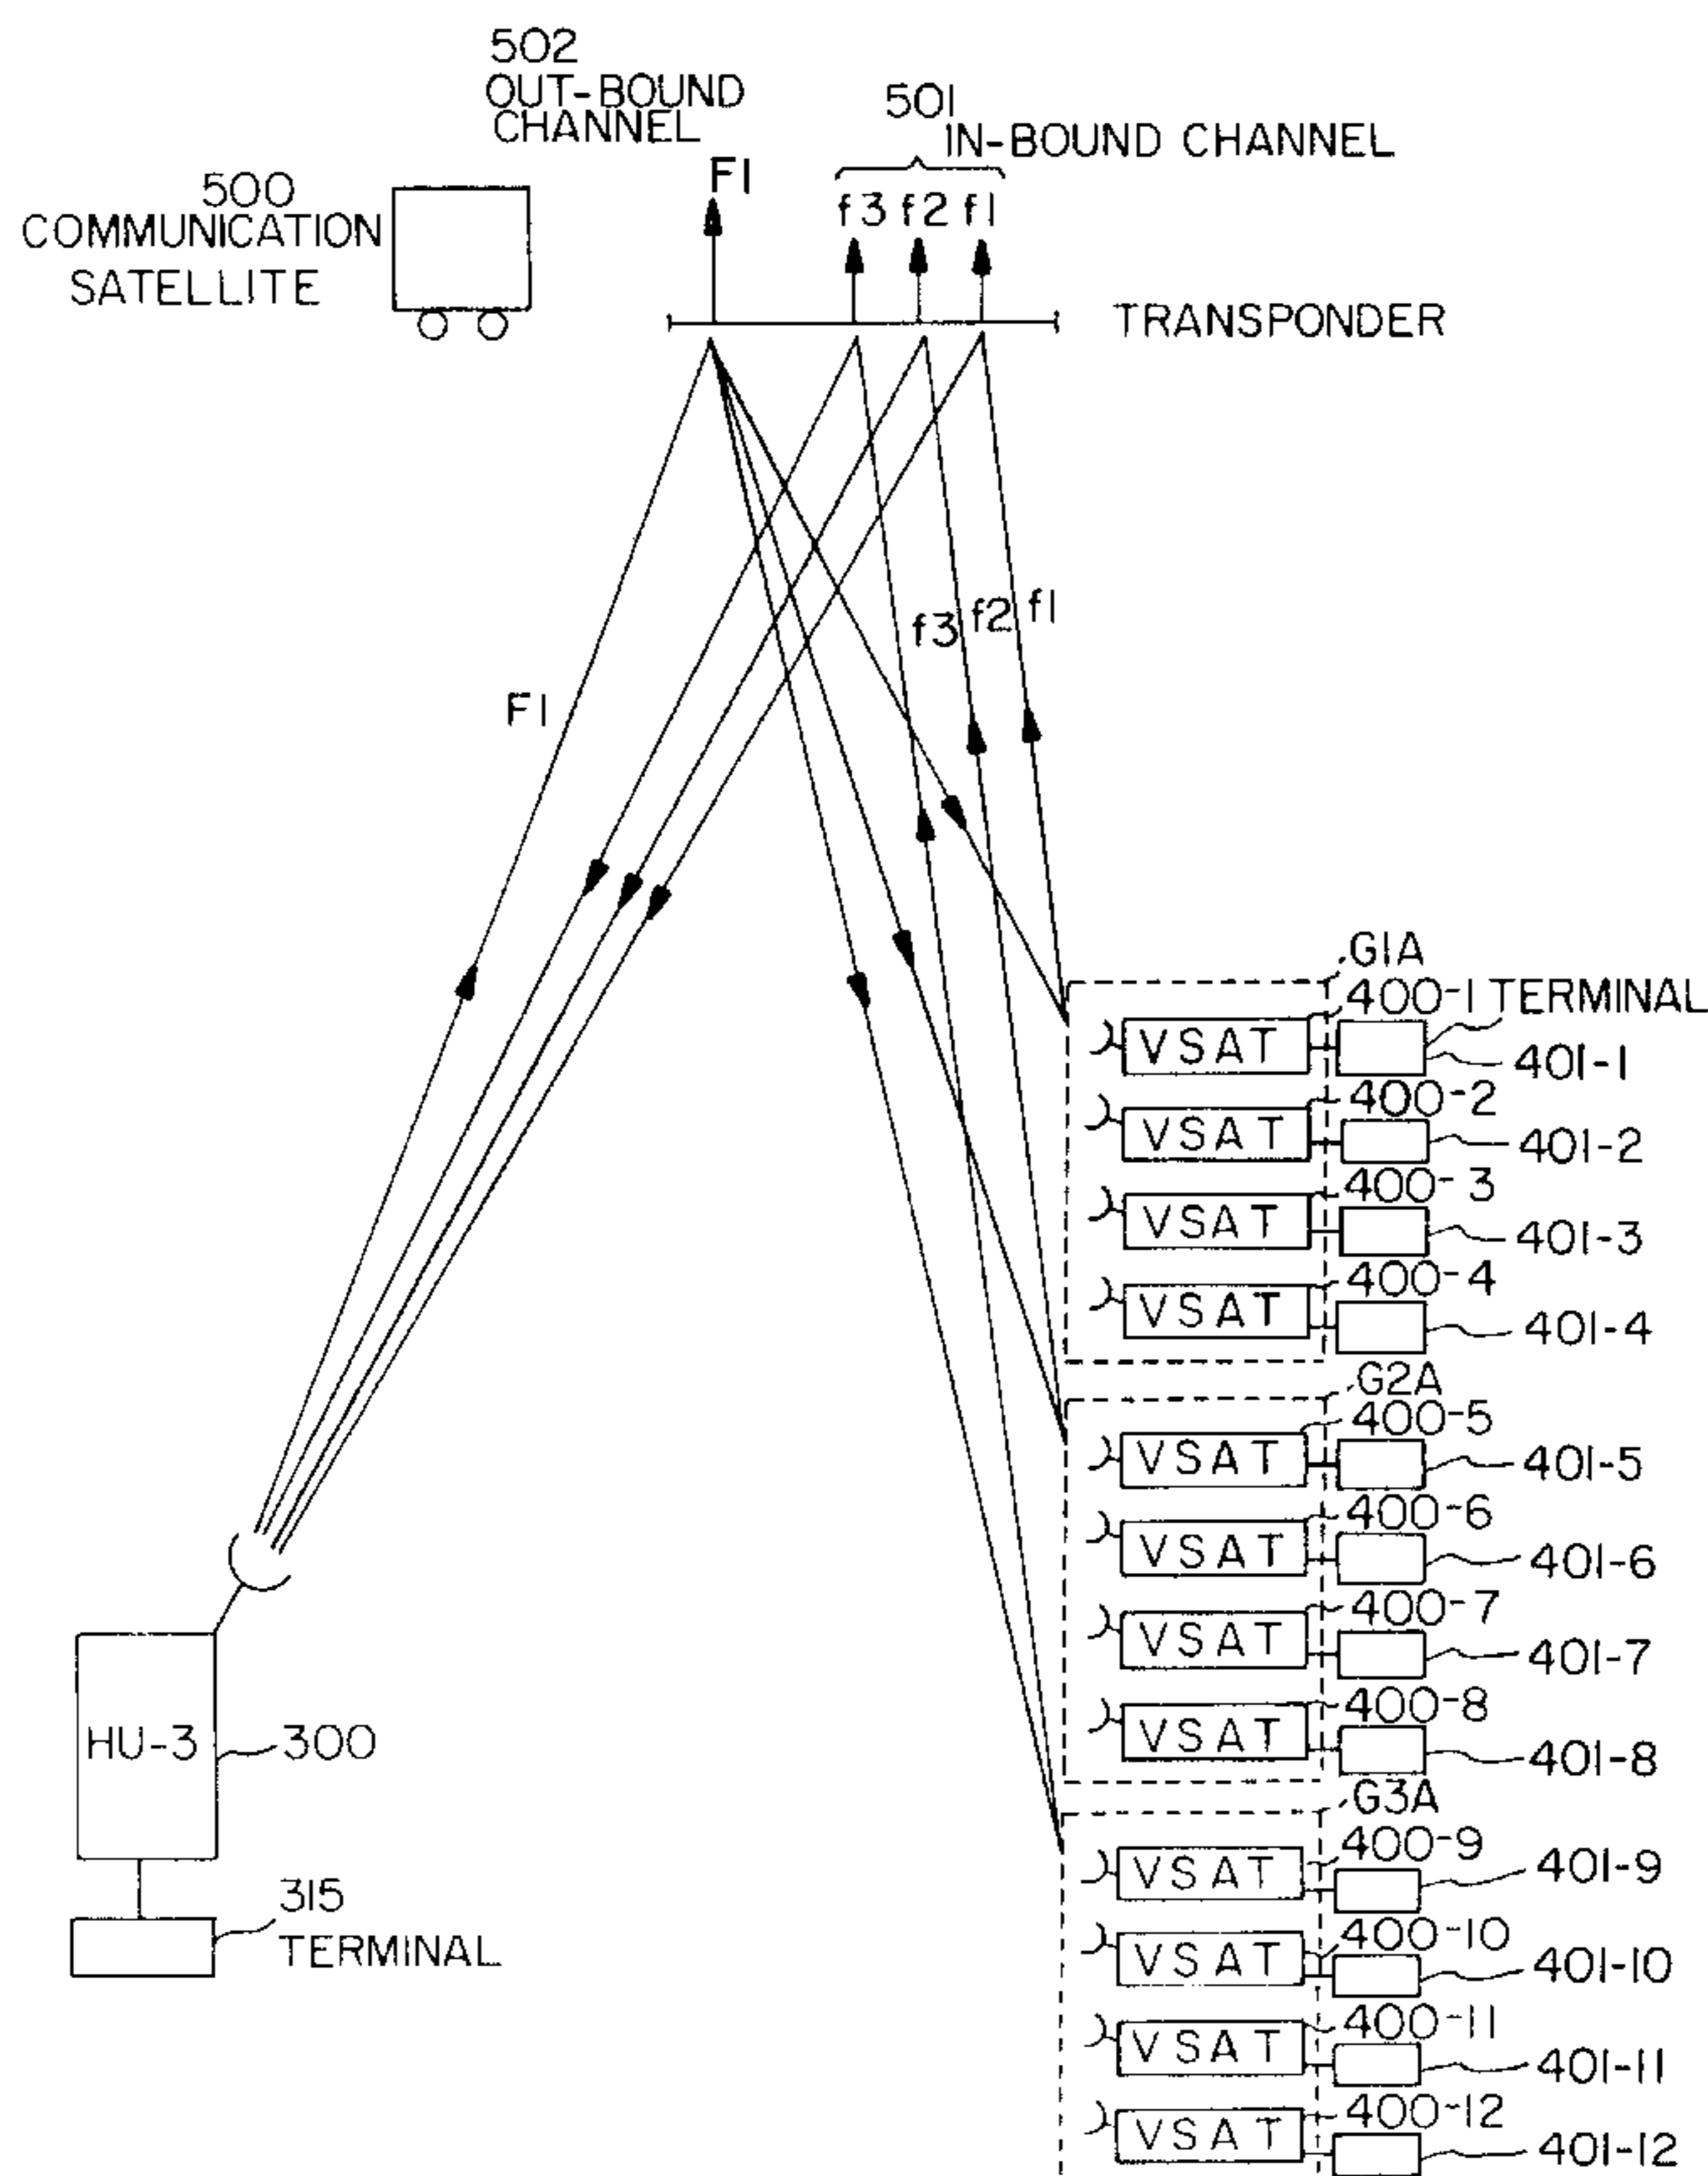 502
OUT-BOUND
CHANNEL
501
IN-BOUND CHANNEL
F1
f3 f2 f1
500
COMMUNICATION
SATELLITE
TRANSPONDER
F1
f3 f2 f1
G1A
400-1 TERMINAL
VSAT
401-1
400-2
VSAT
401-2
400-3
VSAT
401-3
400-4
VSAT
401-4
G2A
400-5
VSAT
401-5
400-6
VSAT
401-6
400-7
VSAT
401-7
400-8
VSAT
401-8
G3A
400-9
VSAT
401-9
400-10
VSAT
401-10
400-11
VSAT
401-11
400-12
VSAT
401-12
HU-3
300
315
TERMINAL